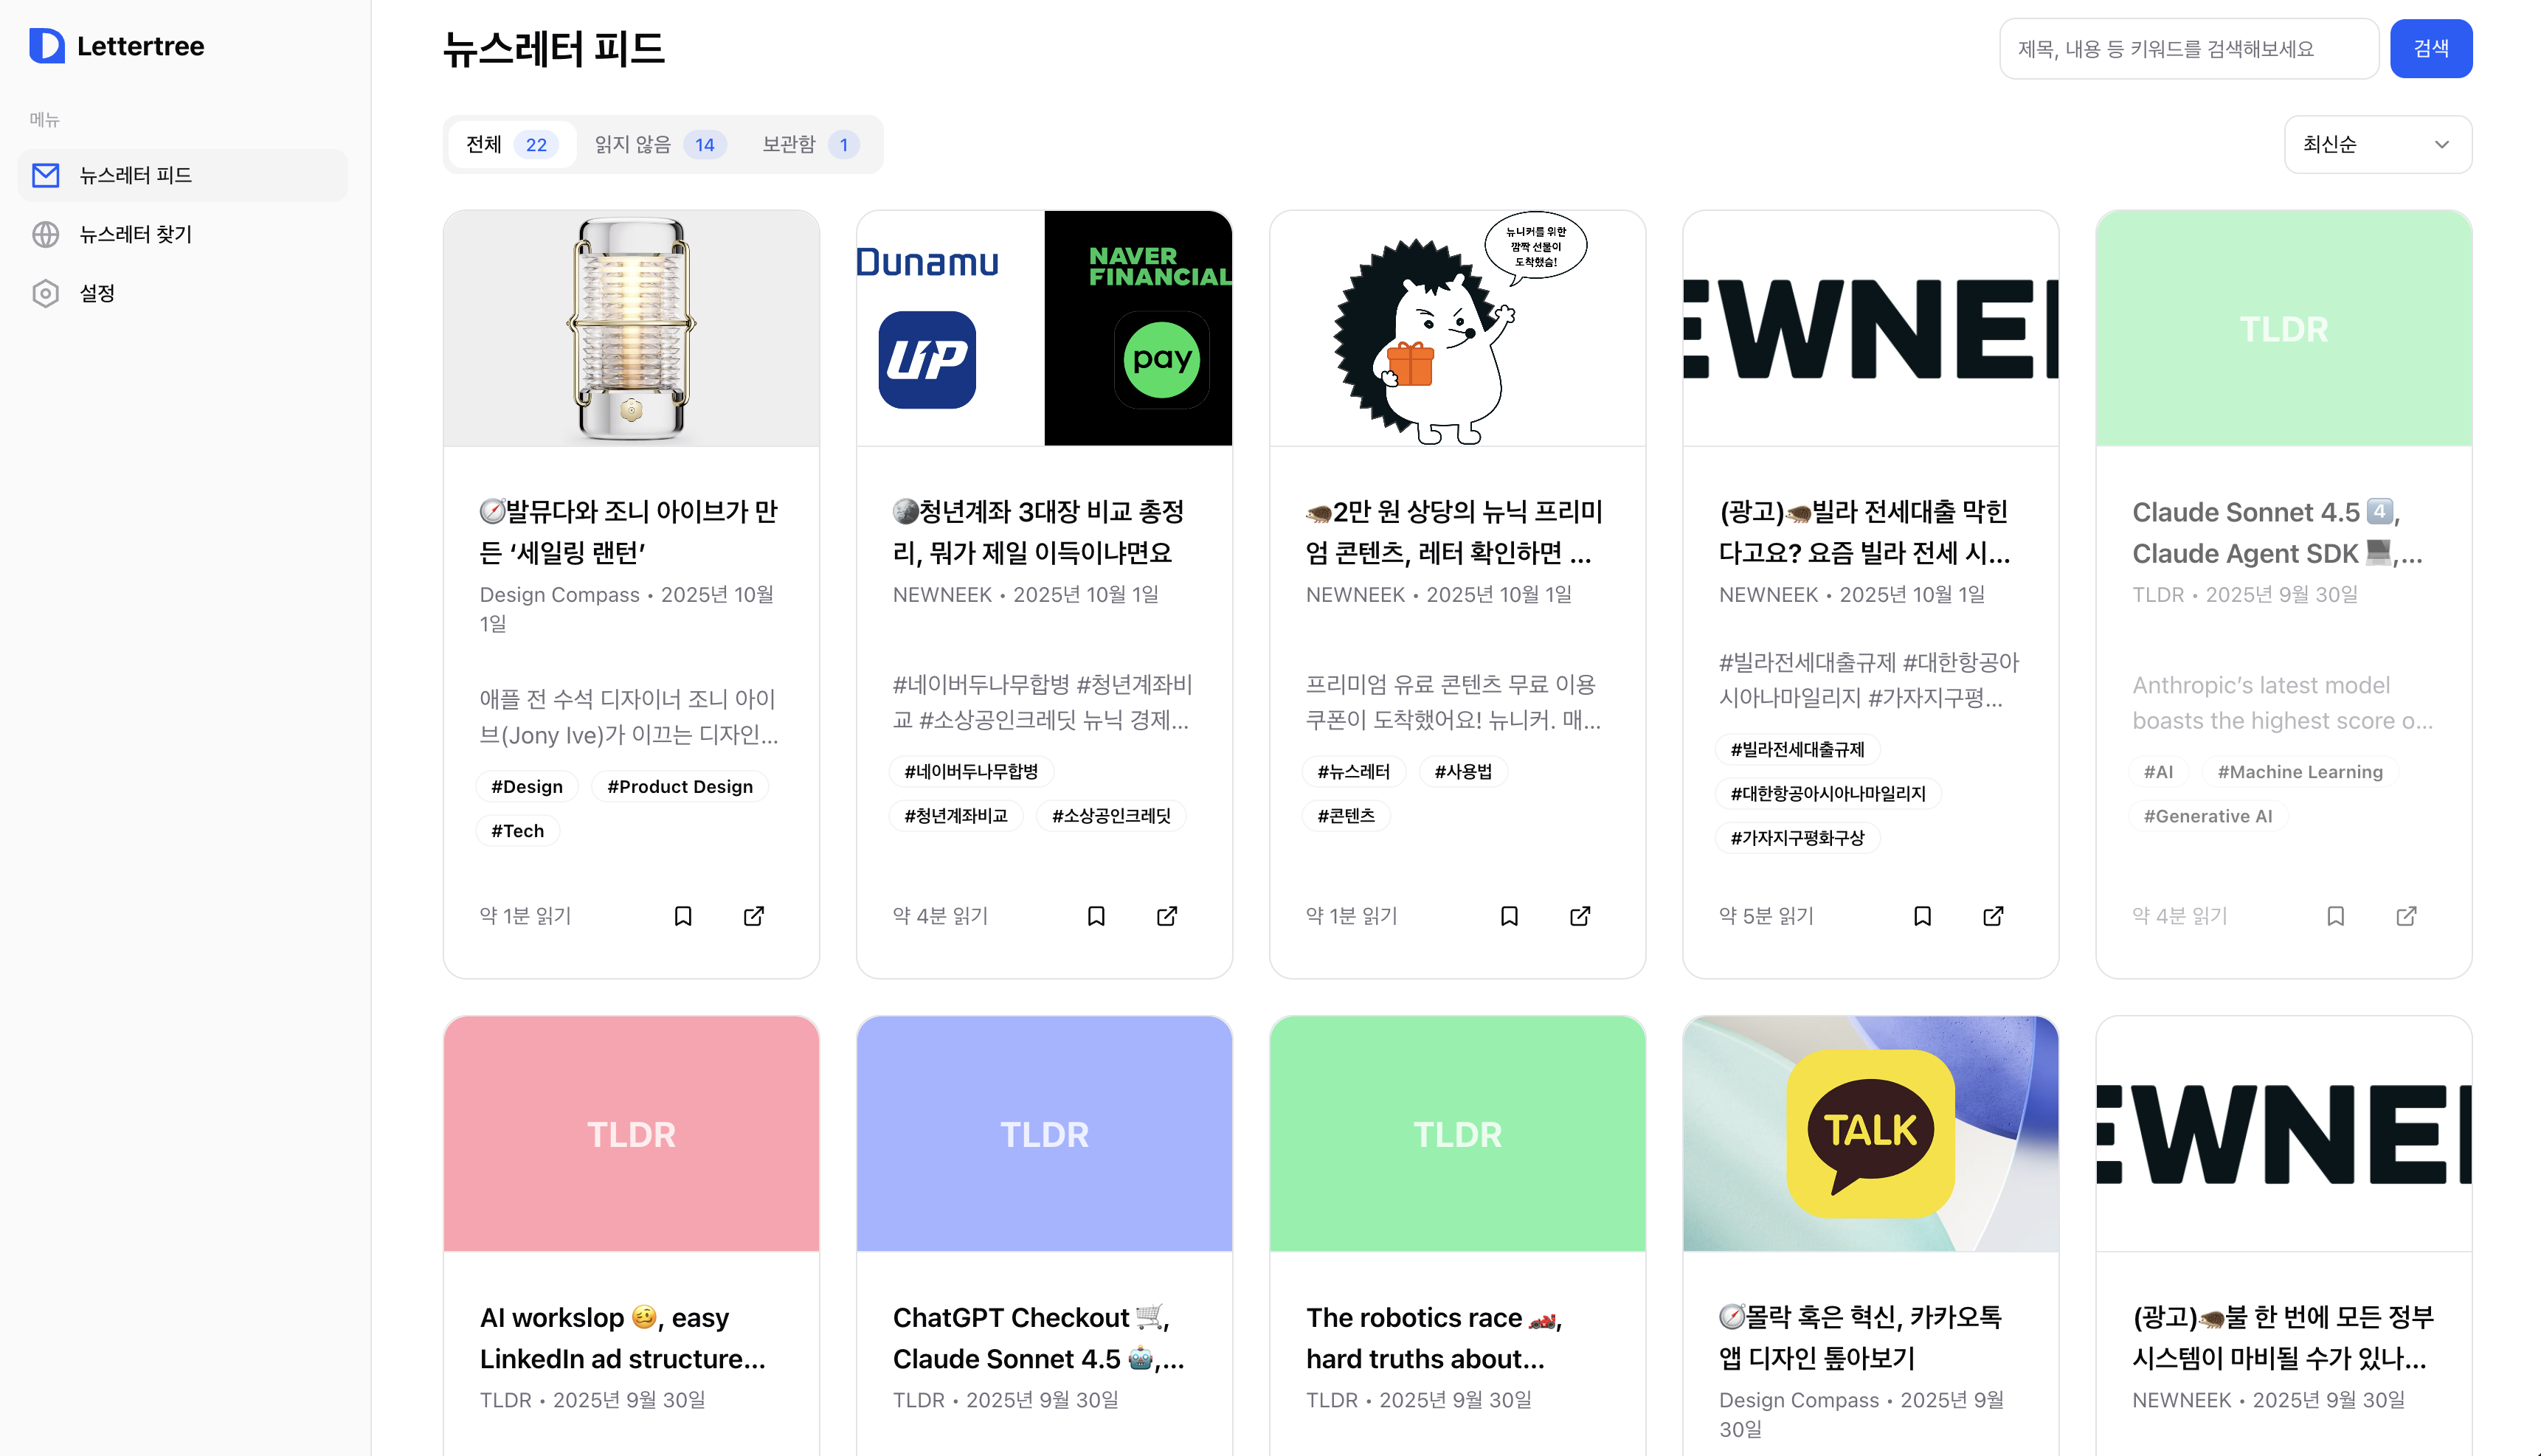 Lettertree
메뉴
뉴스레터 피드
뉴스레터 찾기
설정
뉴스레터 피드
제목, 내용 등 키워드를 검색해보세요
검색
전체 22
읽지 않음 14
보관함 1
최신순
🧭발뮤다와 조니 아이브가 만
든 ‘세일링 랜턴’
Design Compass • 2025년 10월
1일
애플 전 수석 디자이너 조니 아이
브(Jony Ive)가 이끄는 디자인...
#Design #Product Design
#Tech
약 1분 읽기
Dunamu
UP
NAVER
FINANCIAL
pay
청년계좌 3대장 비교 총정
리, 뭐가 제일 이득이냐면요
NEWNEEK • 2025년 10월 1일
#네이버두나무합병 #청년계좌비
교 #소상공인크레딧 뉴닉 경제...
#네이버두나무합병
#청년계좌비교 #소상공인크레딧
약 4분 읽기
뉴니커를 위한
깜짝 선물이
도착했슴!
🦔2만 원 상당의 뉴닉 프리미
엄 콘텐츠, 레터 확인하면 ...
NEWNEEK • 2025년 10월 1일
프리미엄 유료 콘텐츠 무료 이용
쿠폰이 도착했어요! 뉴니커. 매...
#뉴스레터 #사용법
#콘텐츠
약 1분 읽기
EWNEE
(광고)🦔빌라 전세대출 막힌
다고요? 요즘 빌라 전세 시...
NEWNEEK • 2025년 10월 1일
#빌라전세대출규제 #대한항공아
시아나마일리지 #가자지구평...
#빌라전세대출규제
#대한항공아시아나마일리지
#가자지구평화구상
약 5분 읽기
TLDR
Claude Sonnet 4.5 4️⃣,
Claude Agent SDK 💻,...
TLDR • 2025년 9월 30일
Anthropic’s latest model
boasts the highest score o...
#AI #Machine Learning
#Generative AI
약 4분 읽기
TLDR
AI workslop 🥴, easy
LinkedIn ad structure...
TLDR • 2025년 9월 30일
TLDR
ChatGPT Checkout 🛒,
Claude Sonnet 4.5 🤖,...
TLDR • 2025년 9월 30일
TLDR
The robotics race 🏎️,
hard truths about...
TLDR • 2025년 9월 30일
TALK
🧭몰락 혹은 혁신, 카카오톡
앱 디자인 톺아보기
Design Compass • 2025년 9월
30일
EWNEE
(광고)🦔불 한 번에 모든 정부
시스템이 마비될 수가 있나...
NEWNEEK • 2025년 9월 30일